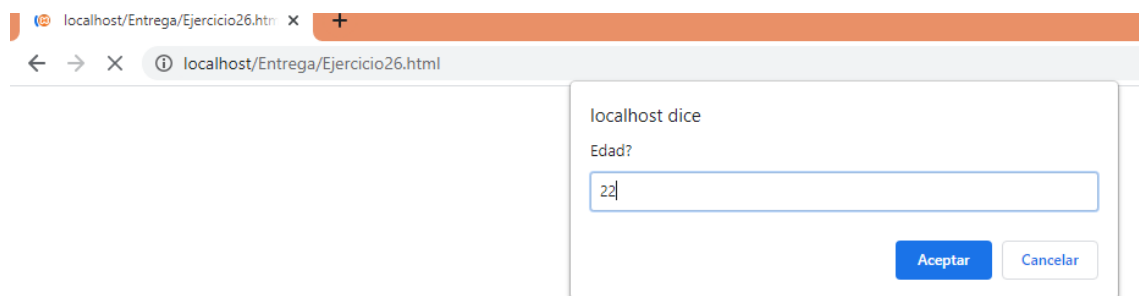 localhost/Entrega/Ejercicio26.htm
localhost/Entrega/Ejercicio26.html
localhost dice
Edad?
22
Aceptar Cancelar